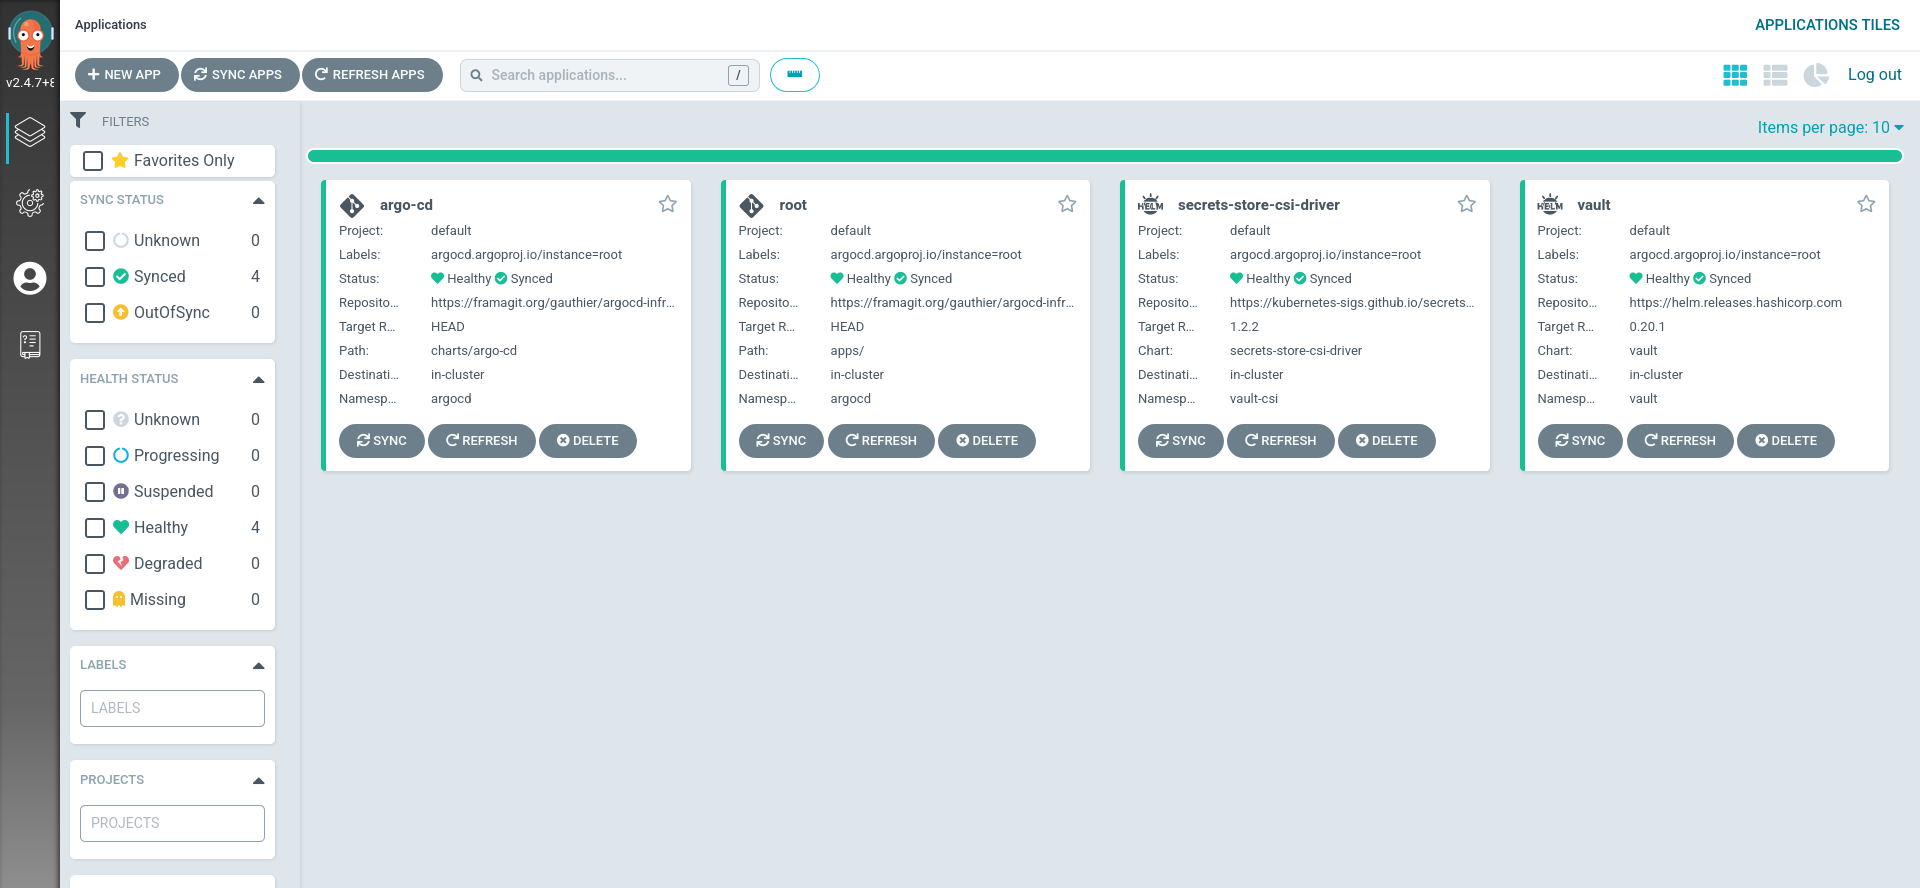 Applications
APPLICATIONS TILES
v2.4.7+8
NEW APP
SYNC APPS
REFRESH APPS
Search applications...
/
Log out
FILTERS
Favorites Only
SYNC STATUS
Unknown 0
Synced 4
OutOfSync 0
HEALTH STATUS
Unknown 0
Progressing 0
Suspended 0
Healthy 4
Degraded 0
Missing 0
LABELS
LABELS
PROJECTS
PROJECTS
Items per page: 10
argo-cd
Project: default
Labels: argocd.argoproj.io/instance=root
Status: Healthy Synced
Reposito... https://framagit.org/gauthier/argocd-infr...
Target R... HEAD
Path: charts/argo-cd
Destinati... in-cluster
Namesp... argocd
SYNC REFRESH DELETE
root
Project: default
Labels: argocd.argoproj.io/instance=root
Status: Healthy Synced
Reposito... https://framagit.org/gauthier/argocd-infr...
Target R... HEAD
Path: apps/
Destinati... in-cluster
Namesp... argocd
SYNC REFRESH DELETE
HELM
secrets-store-csi-driver
Project: default
Labels: argocd.argoproj.io/instance=root
Status: Healthy Synced
Reposito... https://kubernetes-sigs.github.io/secrets...
Target R... 1.2.2
Chart: secrets-store-csi-driver
Destinati... in-cluster
Namesp... vault-csi
SYNC REFRESH DELETE
HELM
vault
Project: default
Labels: argocd.argoproj.io/instance=root
Status: Healthy Synced
Reposito... https://helm.releases.hashicorp.com
Target R... 0.20.1
Chart: vault
Destinati... in-cluster
Namesp... vault
SYNC REFRESH DELETE